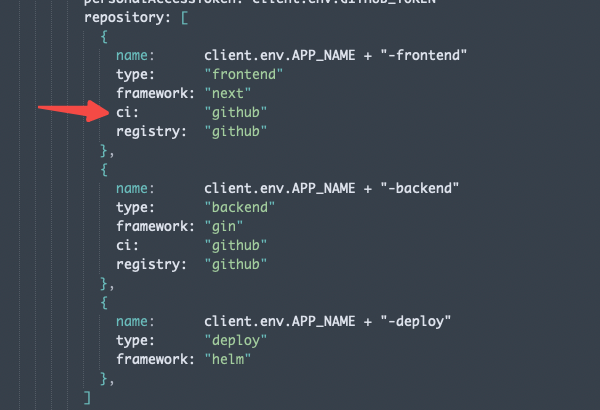 personalAccessToken: client.env.GITHUB_TOKEN
repository: [
{
name: client.env.APP_NAME + "-frontend"
type: "frontend"
framework: "next"
ci: "github"
registry: "github"
},
{
name: client.env.APP_NAME + "-backend"
type: "backend"
framework: "gin"
ci: "github"
registry: "github"
},
{
name: client.env.APP_NAME + "-deploy"
type: "deploy"
framework: "helm"
},
]